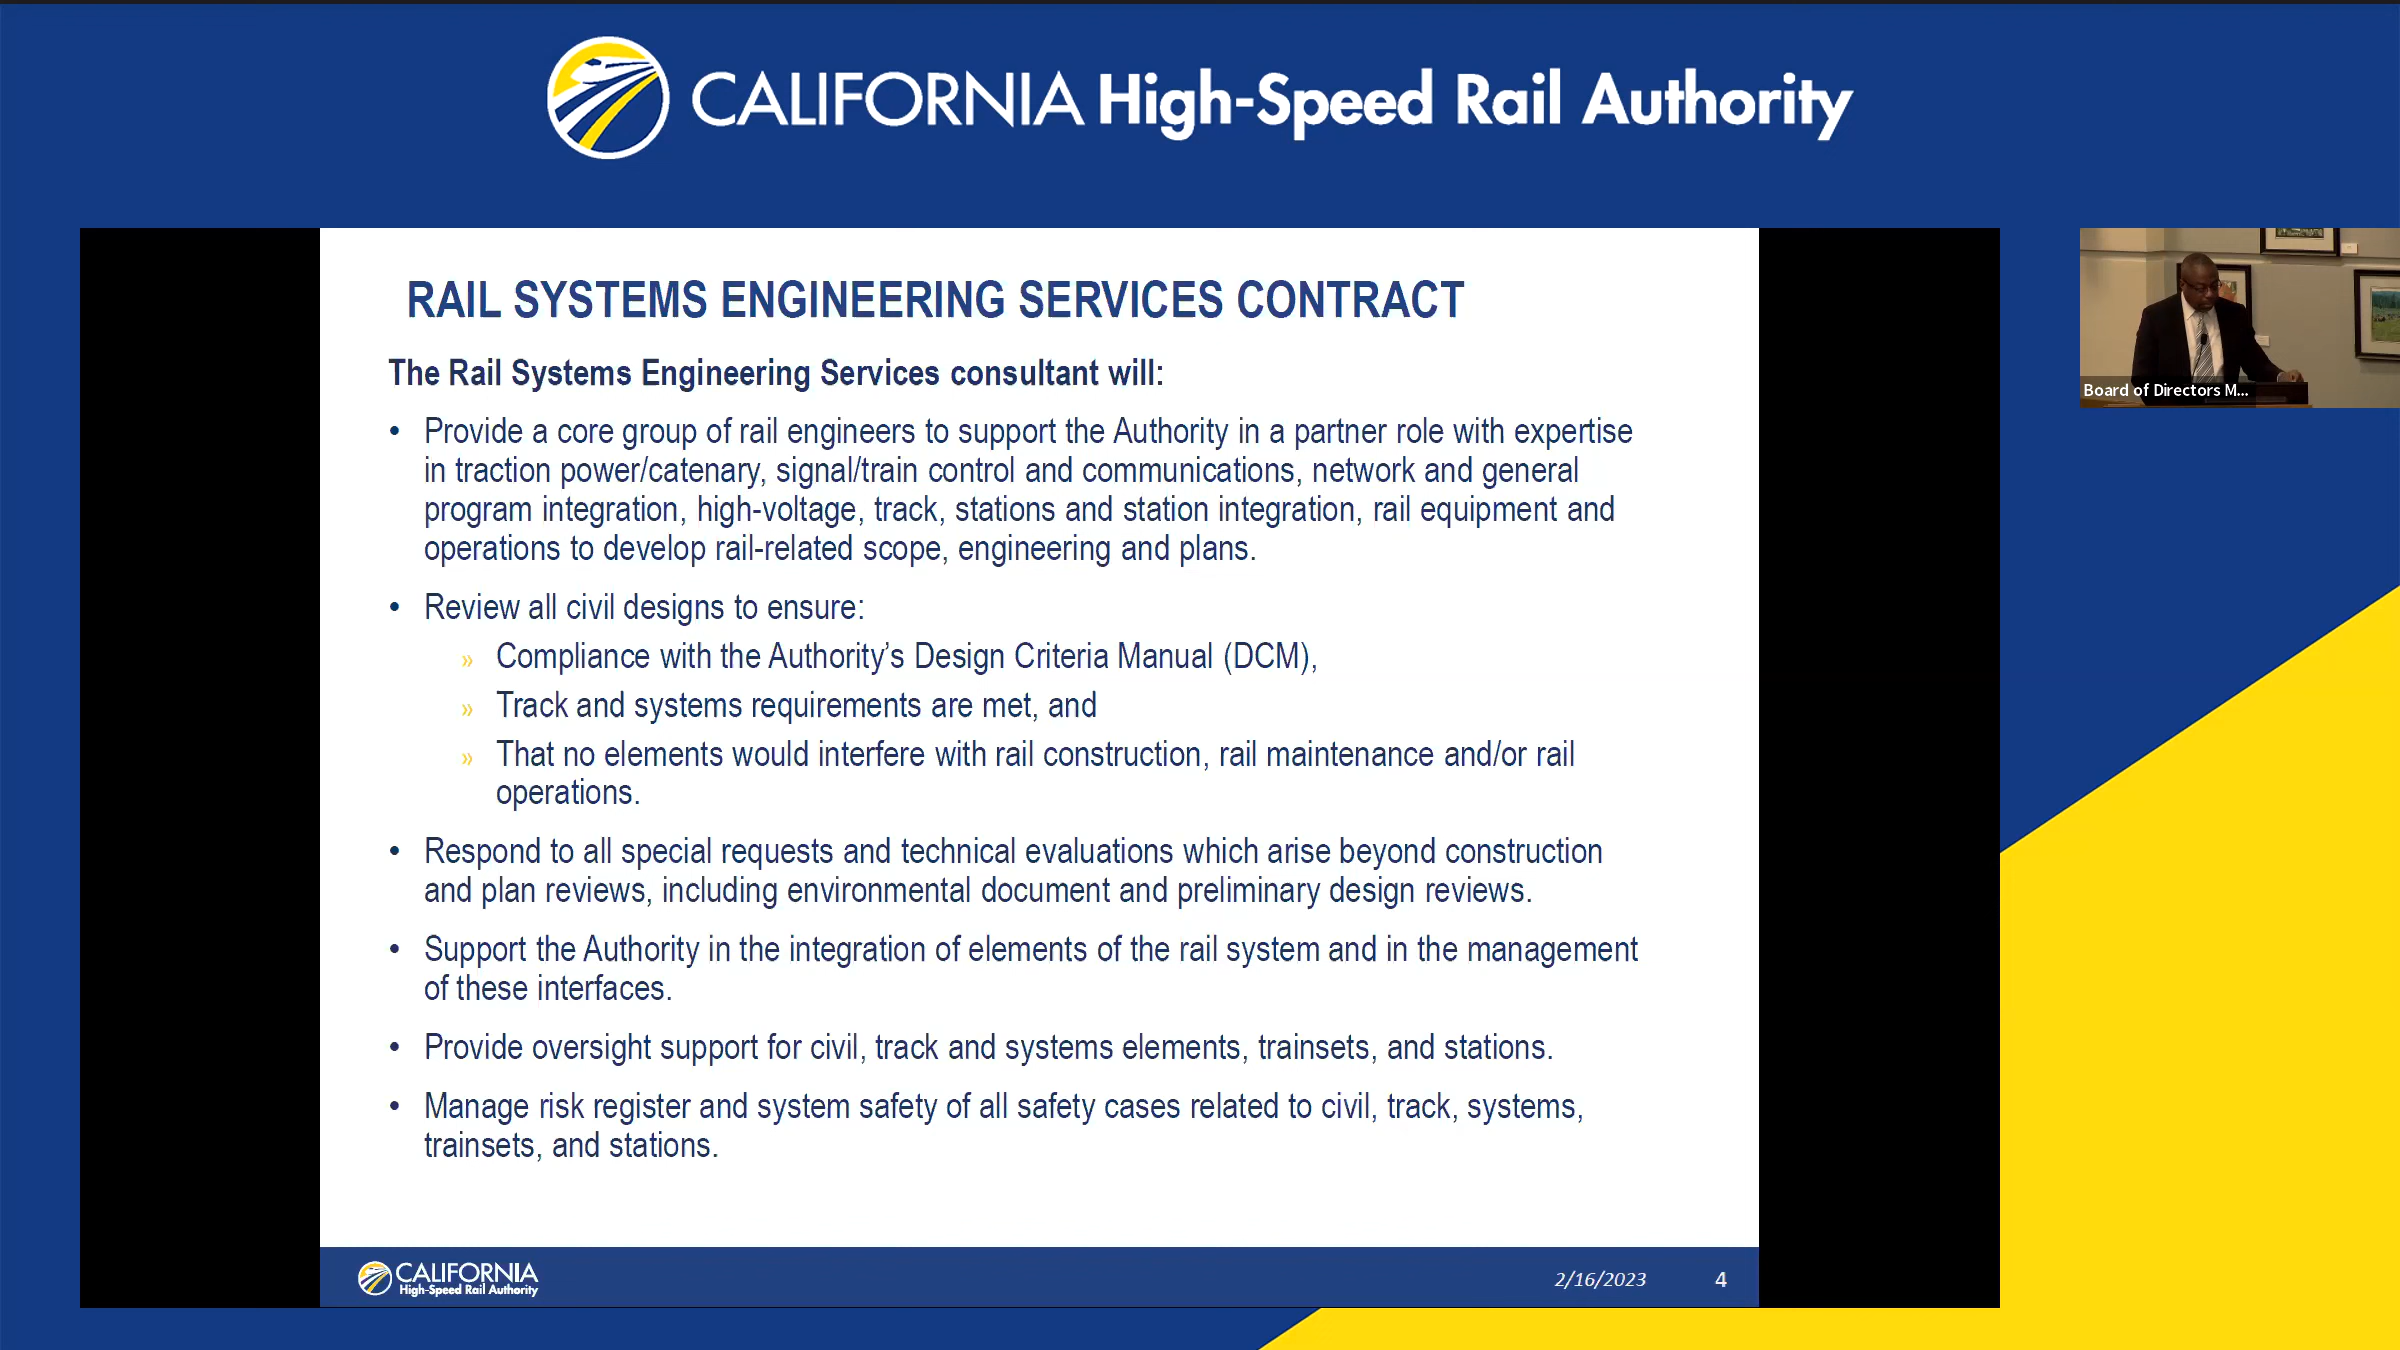 CALIFORNIA High-Speed Rail Authority
RAIL SYSTEMS ENGINEERING SERVICES CONTRACT
The Rail Systems Engineering Services consultant will:
• Provide a core group of rail engineers to support the Authority in a partner role with expertise
in traction power/catenary, signal/train control and communications, network and general
program integration, high-voltage, track, stations and station integration, rail equipment and
operations to develop rail-related scope, engineering and plans.
• Review all civil designs to ensure:
» Compliance with the Authority’s Design Criteria Manual (DCM),
» Track and systems requirements are met, and
» That no elements would interfere with rail construction, rail maintenance and/or rail
operations.
• Respond to all special requests and technical evaluations which arise beyond construction
and plan reviews, including environmental document and preliminary design reviews.
• Support the Authority in the integration of elements of the rail system and in the management
of these interfaces.
• Provide oversight support for civil, track and systems elements, trainsets, and stations.
• Manage risk register and system safety of all safety cases related to civil, track, systems,
trainsets, and stations.
CALIFORNIA
High-Speed Rail Authority
2/16/2023 4
Board of Directors M...